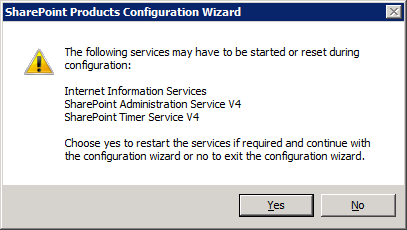 SharePoint Products Configuration Wizard
The following services may have to be started or reset during
configuration:
Internet Information Services
SharePoint Administration Service V4
SharePoint Timer Service V4
Choose yes to restart the services if required and continue with
the configuration wizard or no to exit the configuration wizard.
Yes
No